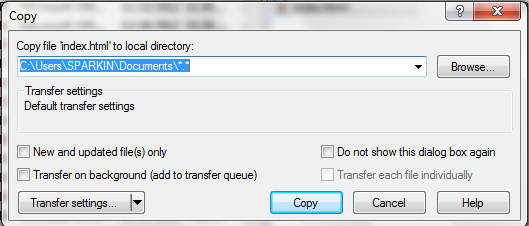 Copy
Copy file 'index.html' to local directory:
C:\Users\SPARKIN\Documents\*.*
Browse...
Transfer settings
Default transfer settings
New and updated file(s) only
Do not show this dialog box again
Transfer on background (add to transfer queue)
Transfer each file individually
Transfer settings...
Copy
Cancel
Help